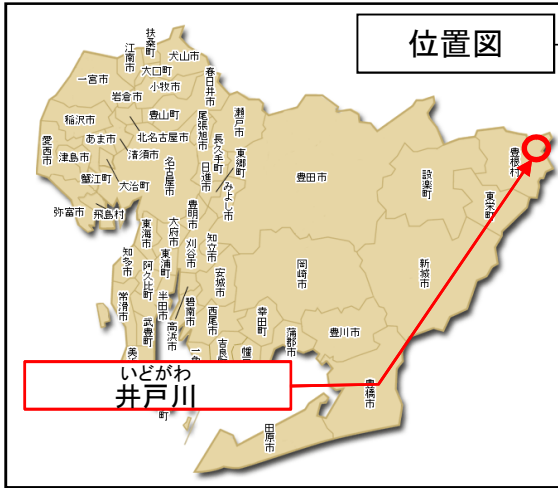 位置図
扶桑町
江南市
犬山市
大口町
一宮市
小牧市
岩倉市
春日井市
稲沢市
豊山町
瀬戸市
尾張旭市
あま市
北名古屋市
長久手町
愛西市
津島市
清須市
名古屋市
日進市
東郷町
蟹江町
大治町
みよし市
豊田市
設楽町
豊根村
東栄町
弥富市
飛島村
豊明市
大府市
東海市
刈谷市
知立市
知多市
東浦町
阿久比町
安城市
岡崎市
新城市
常滑市
半田市
碧南市
高浜市
西尾市
武豊町
幸田町
蒲郡市
豊川市
吉良
幡
美
一
町
いどがわ
井戸川
豊橋市
田原市